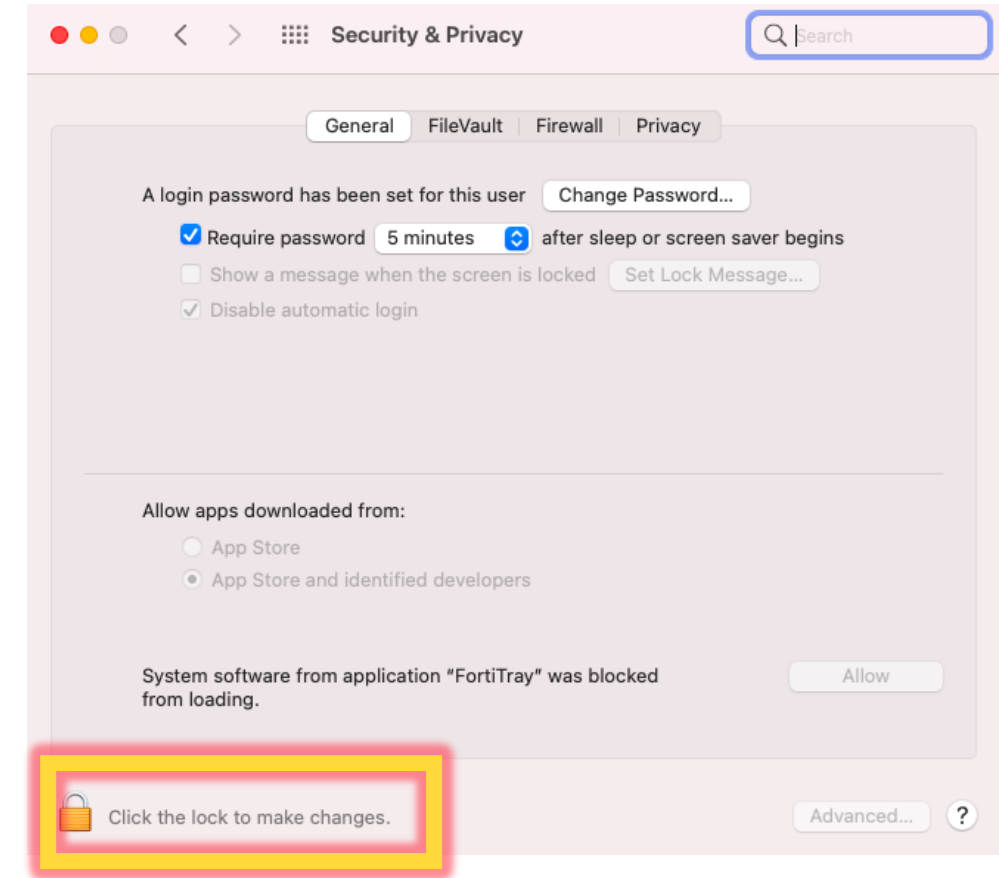 Security & Privacy
Search
General FileVault Firewall Privacy
A login password has been set for this user Change Password...
Require password 5 minutes after sleep or screen saver begins
Show a message when the screen is locked Set Lock Message...
Disable automatic login
Allow apps downloaded from:
App Store
App Store and identified developers
System software from application “FortiTray” was blocked
from loading.
Allow
Click the lock to make changes.
Advanced...
?